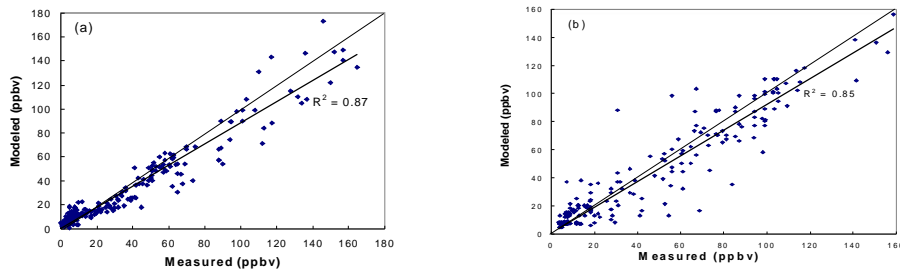 (a)
Modeled (ppbv)
180
160
140
120
100
80
60
40
20
0
R² = 0.87
0 20 40 60 80 100 120 140 160 180
Measured (ppbv)
(b)
Modeled (ppbv)
160
140
120
100
80
60
40
20
0
R² = 0.85
0 20 40 60 80 100 120 140 160
Measured (ppbv)